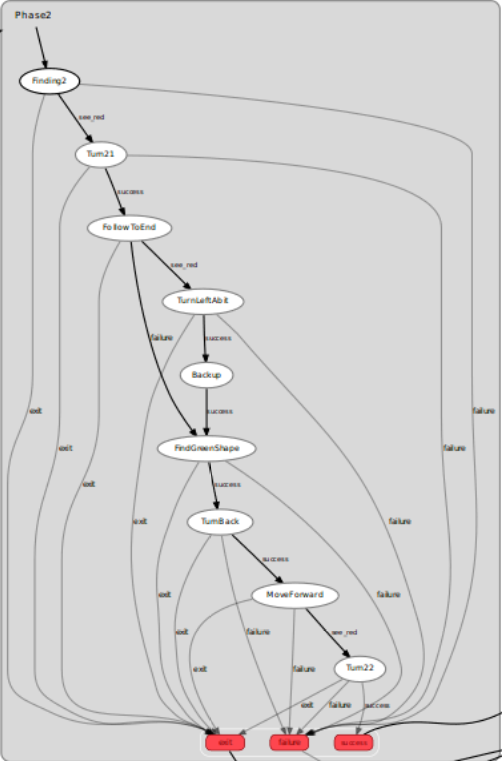 Phase2
Finding2
see_red
Turn21
success
FollowToEnd
see_red
TurnLeftAbit
failure
success
Backup
exit
success
failure
exit
failure
FindGreenShape
exit
success
exit
TurnBack
failure
success
exit
MoveForward
failure
exit
failure
see_red
exit
failure
Turn22
exit
failure
success
exit
failure
success